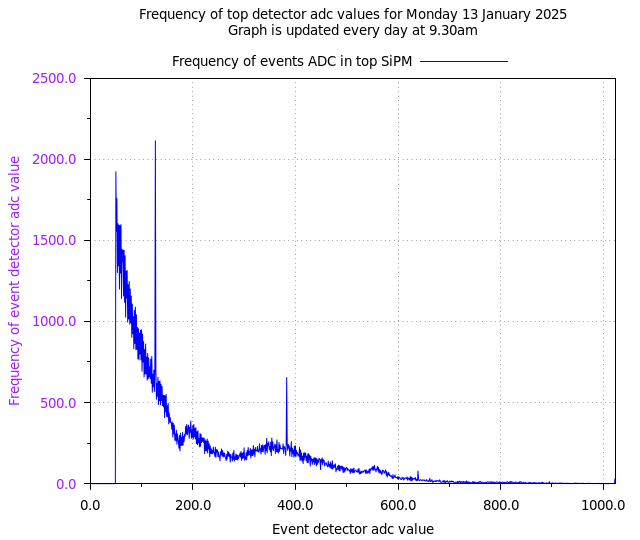 Frequency of top detector adc values for Monday 13 January 2025
Graph is updated every day at 9.30am
Frequency of events ADC in top SiPM
2500.0
2000.0
1500.0
1000.0
500.0
0.0
Frequency of event detector adc value
0.0 200.0 400.0 600.0 800.0 1000.0
Event detector adc value